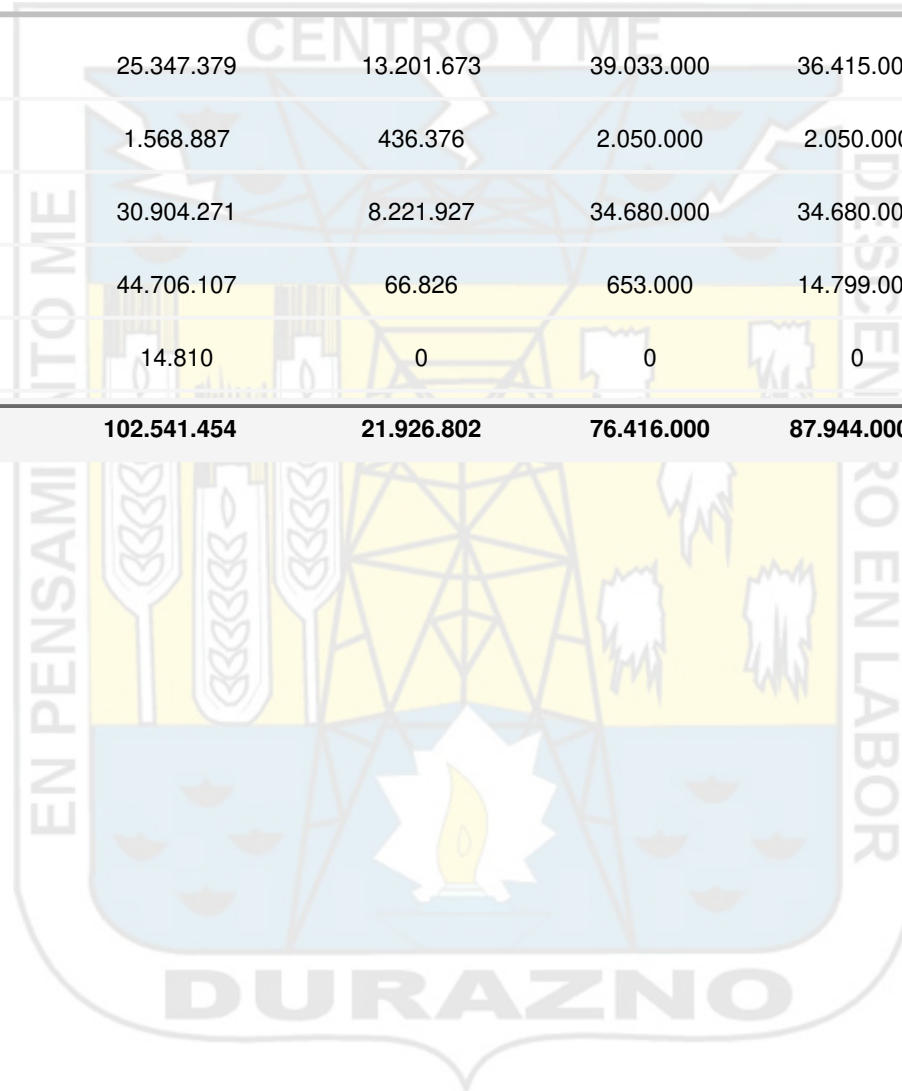 CENTRO Y ME
25.347.379 13.201.673 39.033.000 36.415.00
1.568.887 436.376 2.050.000 2.050.000
30.904.271 8.221.927 34.680.000 34.680.00
44.706.107 66.826 653.000 14.799.00
14.810 0 0 0
102.541.454 21.926.802 76.416.000 87.944.000
EN PENSAMIENTO ME
DESCENTRO EN LABOR
DURAZNO